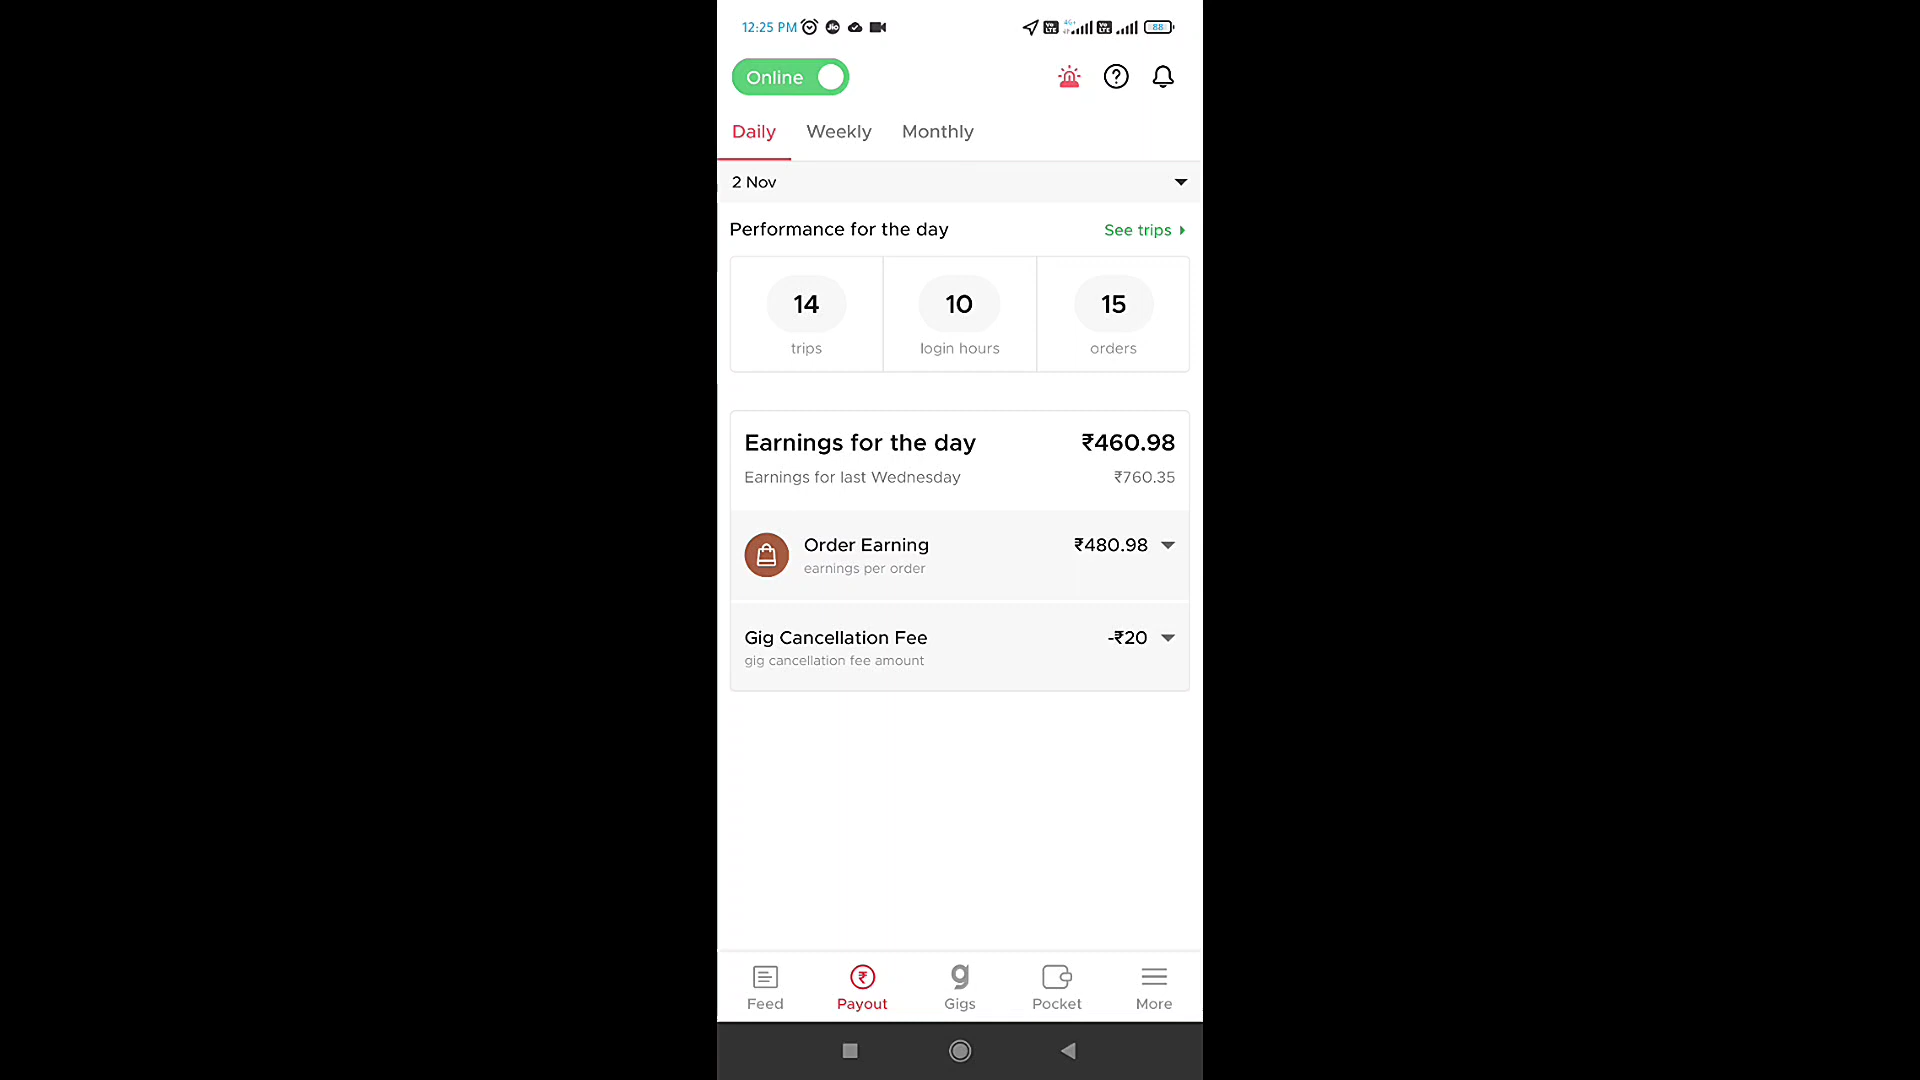 12:25 PM
88
Online
Daily Weekly Monthly
2 Nov
Performance for the day See trips
14 10 15
trips login hours orders
Earnings for the day ₹460.98
Earnings for last Wednesday ₹760.35
Order Earning ₹480.98
earnings per order
Gig Cancellation Fee -₹20
gig cancellation fee amount
Feed Payout Gigs Pocket More